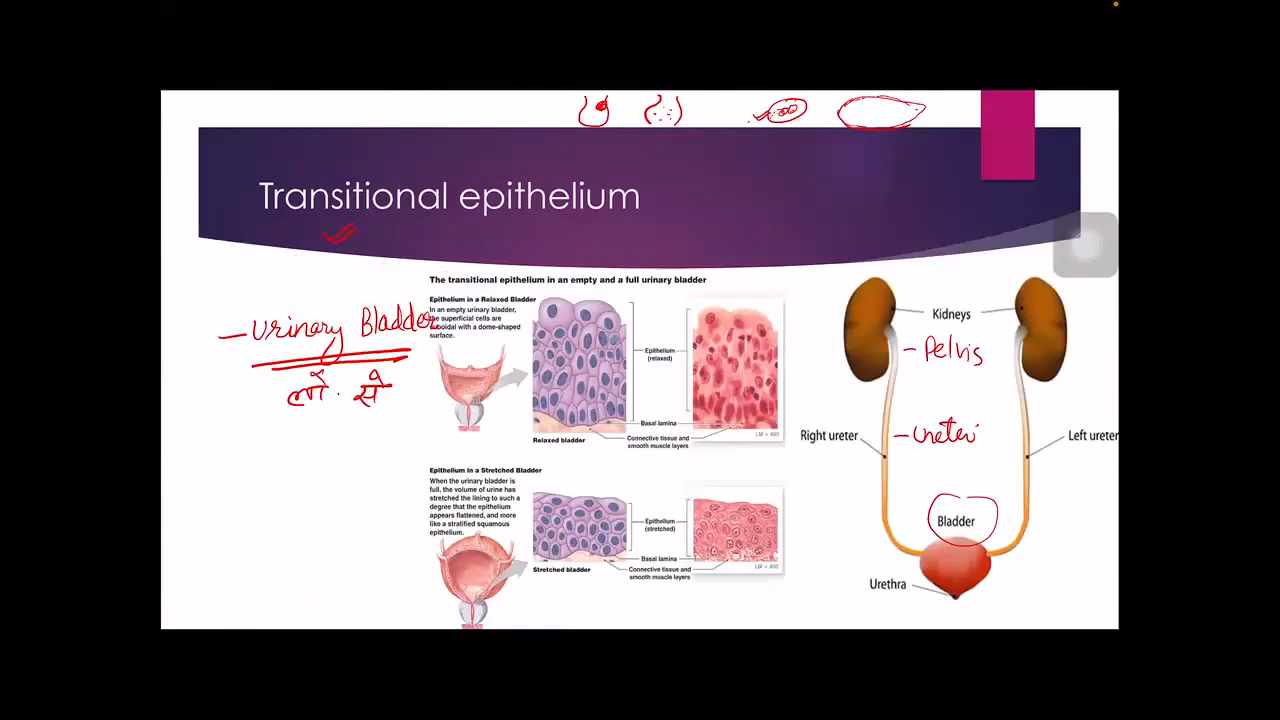 Transitional epithelium
The transitional epithelium in an empty and a full urinary bladder
Epithelium in a Relaxed Bladder
In an empty urinary bladder,
superficial cells are
with a dome-shaped
surface.
Epithelium
(relaxed)
Basal lamina
Connective tissue and
smooth muscle layers
LM × 400
Relaxed bladder
– Urinary Bladder
Epithelium in a Stretched Bladder
When the urinary bladder is
full, the volume of urine has
stretched the lining to such a
degree that the epithelium
appears flattened, and more
like a stratified squamous
epithelium.
Epithelium
(stretched)
Basal lamina
Connective tissue and
smooth muscle layers
LM × 400
Stretched bladder
Kidneys
– Pelvis
Right ureter
– Ureter
Left ureter
Bladder
Urethra